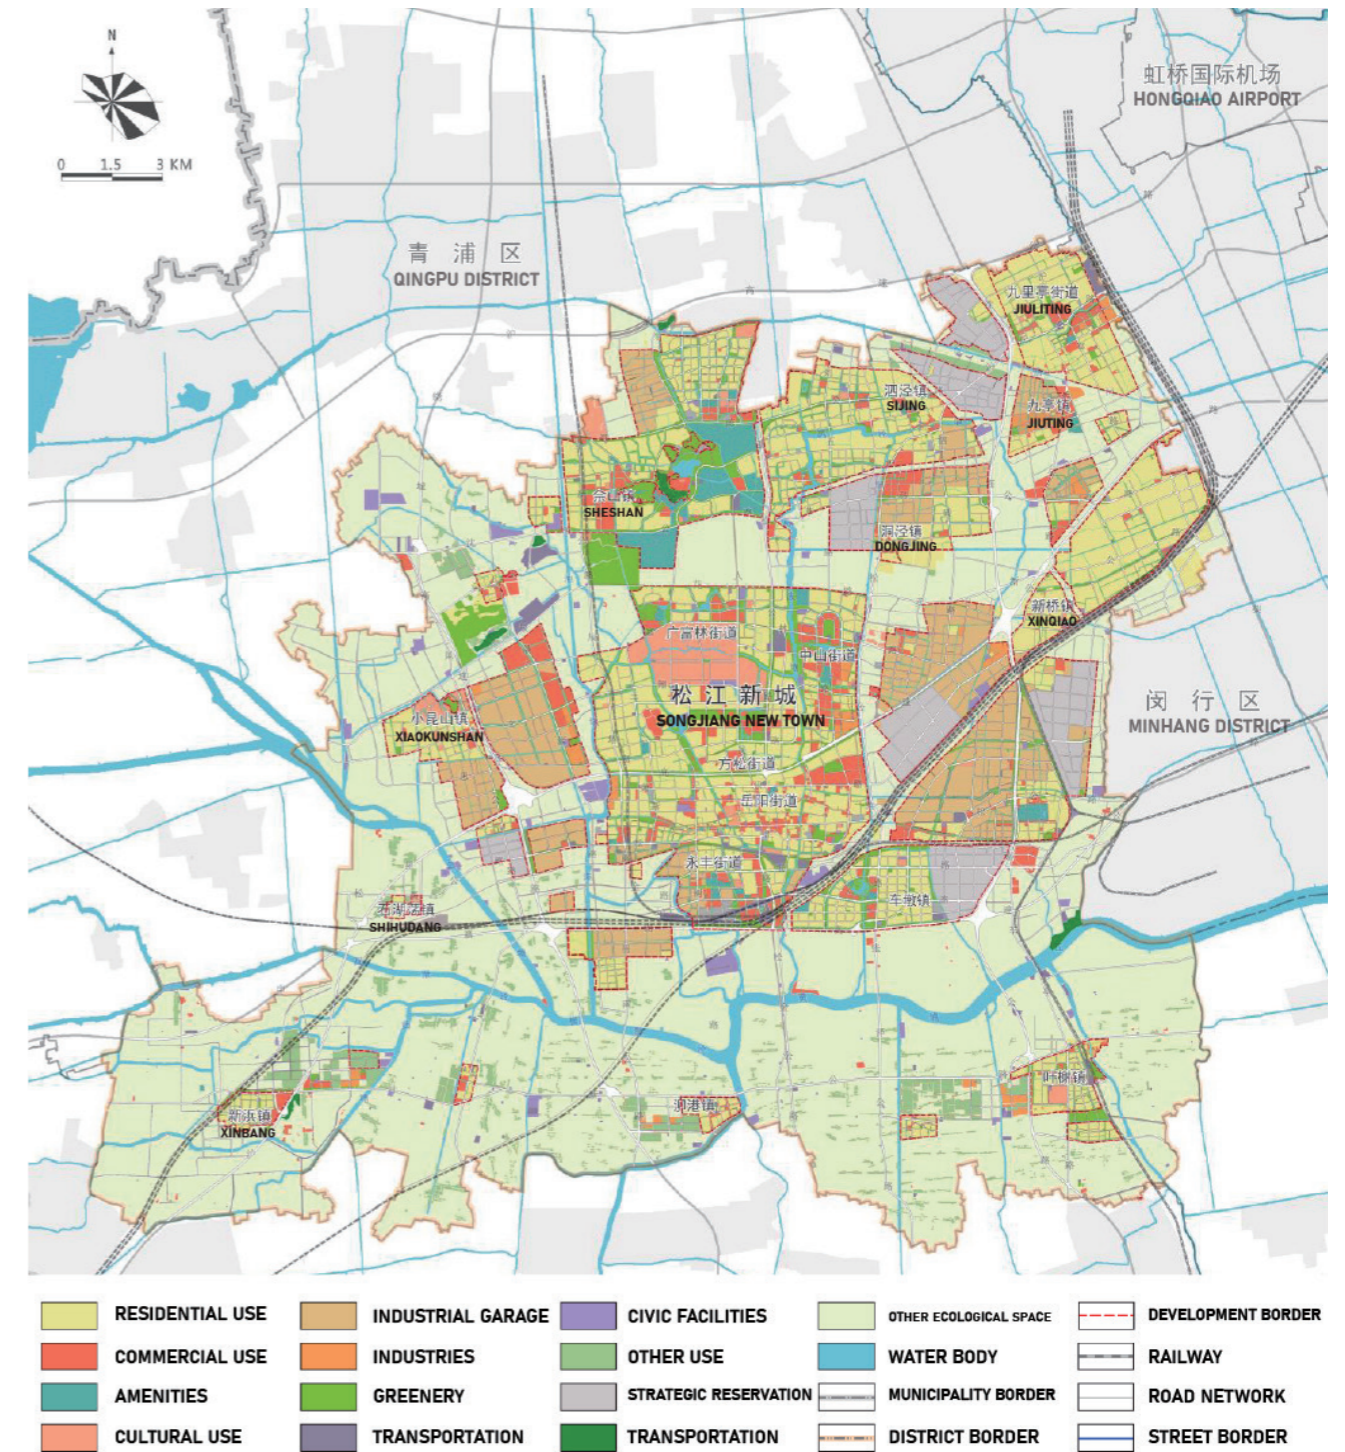 N
0 1.5 3 KM
虹桥国际机场
HONGQIAO AIRPORT
青浦区
QINGPU DISTRICT
九里亭街道
JIULITING
泗泾镇
SIJING
九亭镇
JIUTING
佘山镇
SHESHAN
洞泾镇
DONGJING
新桥镇
XINQIAO
广富林街道
中山街道
松江新城
SONGJIANG NEW TOWN
小昆山镇
XIAOKUNSHAN
闵行区
MINHANG DISTRICT
方松街道
岳阳街道
永丰街道
车墩镇
石湖荡镇
SHIHUDANG
叶榭镇
泖港镇
新浜镇
XINBANG
RESIDENTIAL USE
INDUSTRIAL GARAGE
CIVIC FACILITIES
OTHER ECOLOGICAL SPACE
DEVELOPMENT BORDER
COMMERCIAL USE
INDUSTRIES
OTHER USE
WATER BODY
RAILWAY
AMENITIES
GREENERY
STRATEGIC RESERVATION
MUNICIPALITY BORDER
ROAD NETWORK
CULTURAL USE
TRANSPORTATION
TRANSPORTATION
DISTRICT BORDER
STREET BORDER